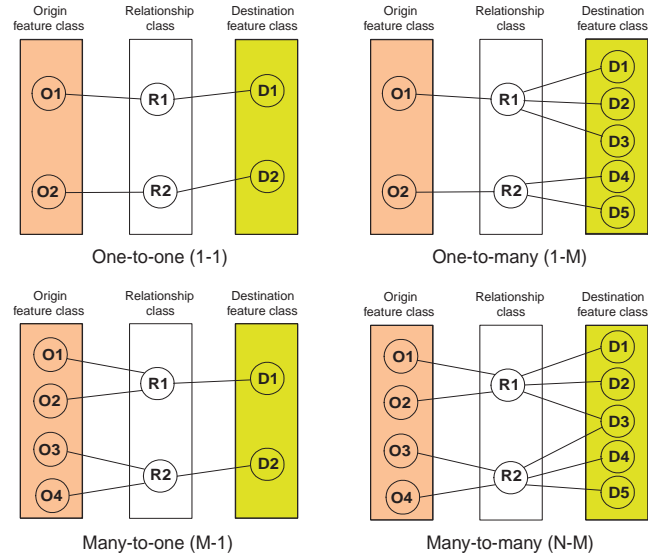 Origin
feature class
Relationship
class
Destination
feature class
O1
R1
D1
O2
R2
D2
One-to-one (1-1)
Origin
feature class
Relationship
class
Destination
feature class
O1
R1
D1
D2
D3
O2
R2
D4
D5
One-to-many (1-M)
Origin
feature class
Relationship
class
Destination
feature class
O1
O2
R1
D1
O3
O4
R2
D2
Many-to-one (M-1)
Origin
feature class
Relationship
class
Destination
feature class
O1
O2
R1
D1
D2
D3
O3
O4
R2
D4
D5
Many-to-many (N-M)